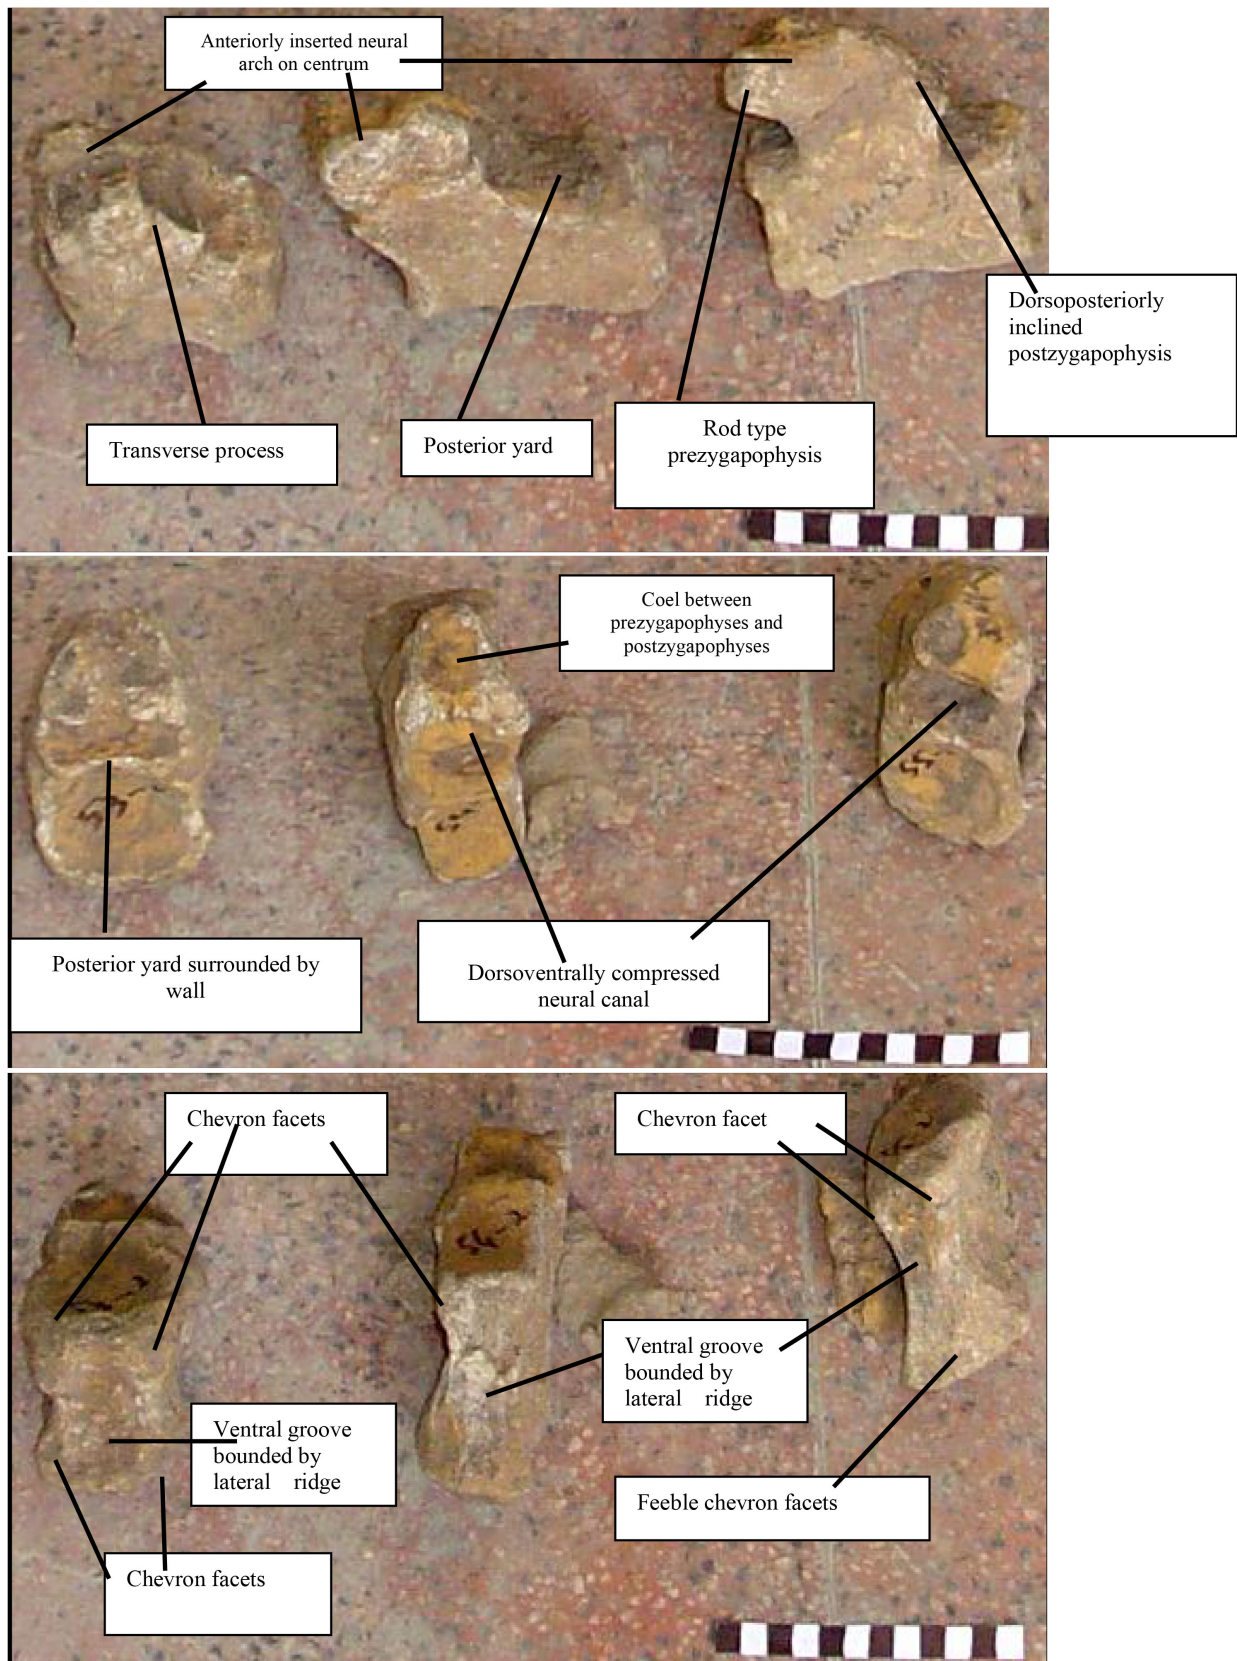 Anteriorly inserted neural
arch on centrum
Dorsoposteriorly
inclined
postzygapophysis
Transverse process
Posterior yard
Rod type
prezygapophysis
Coel between
prezygapophyses and
postzygapophyses
Posterior yard surrounded by
wall
Dorsoventrally compressed
neural canal
Chevron facets
Chevron facet
Ventral groove
bounded by
lateral ridge
Ventral groove
bounded by
lateral ridge
Feeble chevron facets
Chevron facets